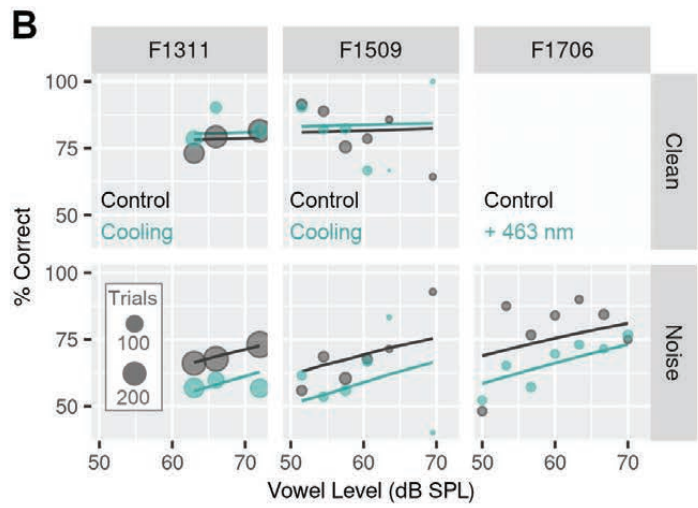 B
F1311 F1509 F1706
100
75
50
Control
Cooling
Control
Cooling
Control
+ 463 nm
Clean
% Correct
100
75
50
Trials
100
200
Noise
50 60 70 50 60 70 50 60 70
Vowel Level (dB SPL)